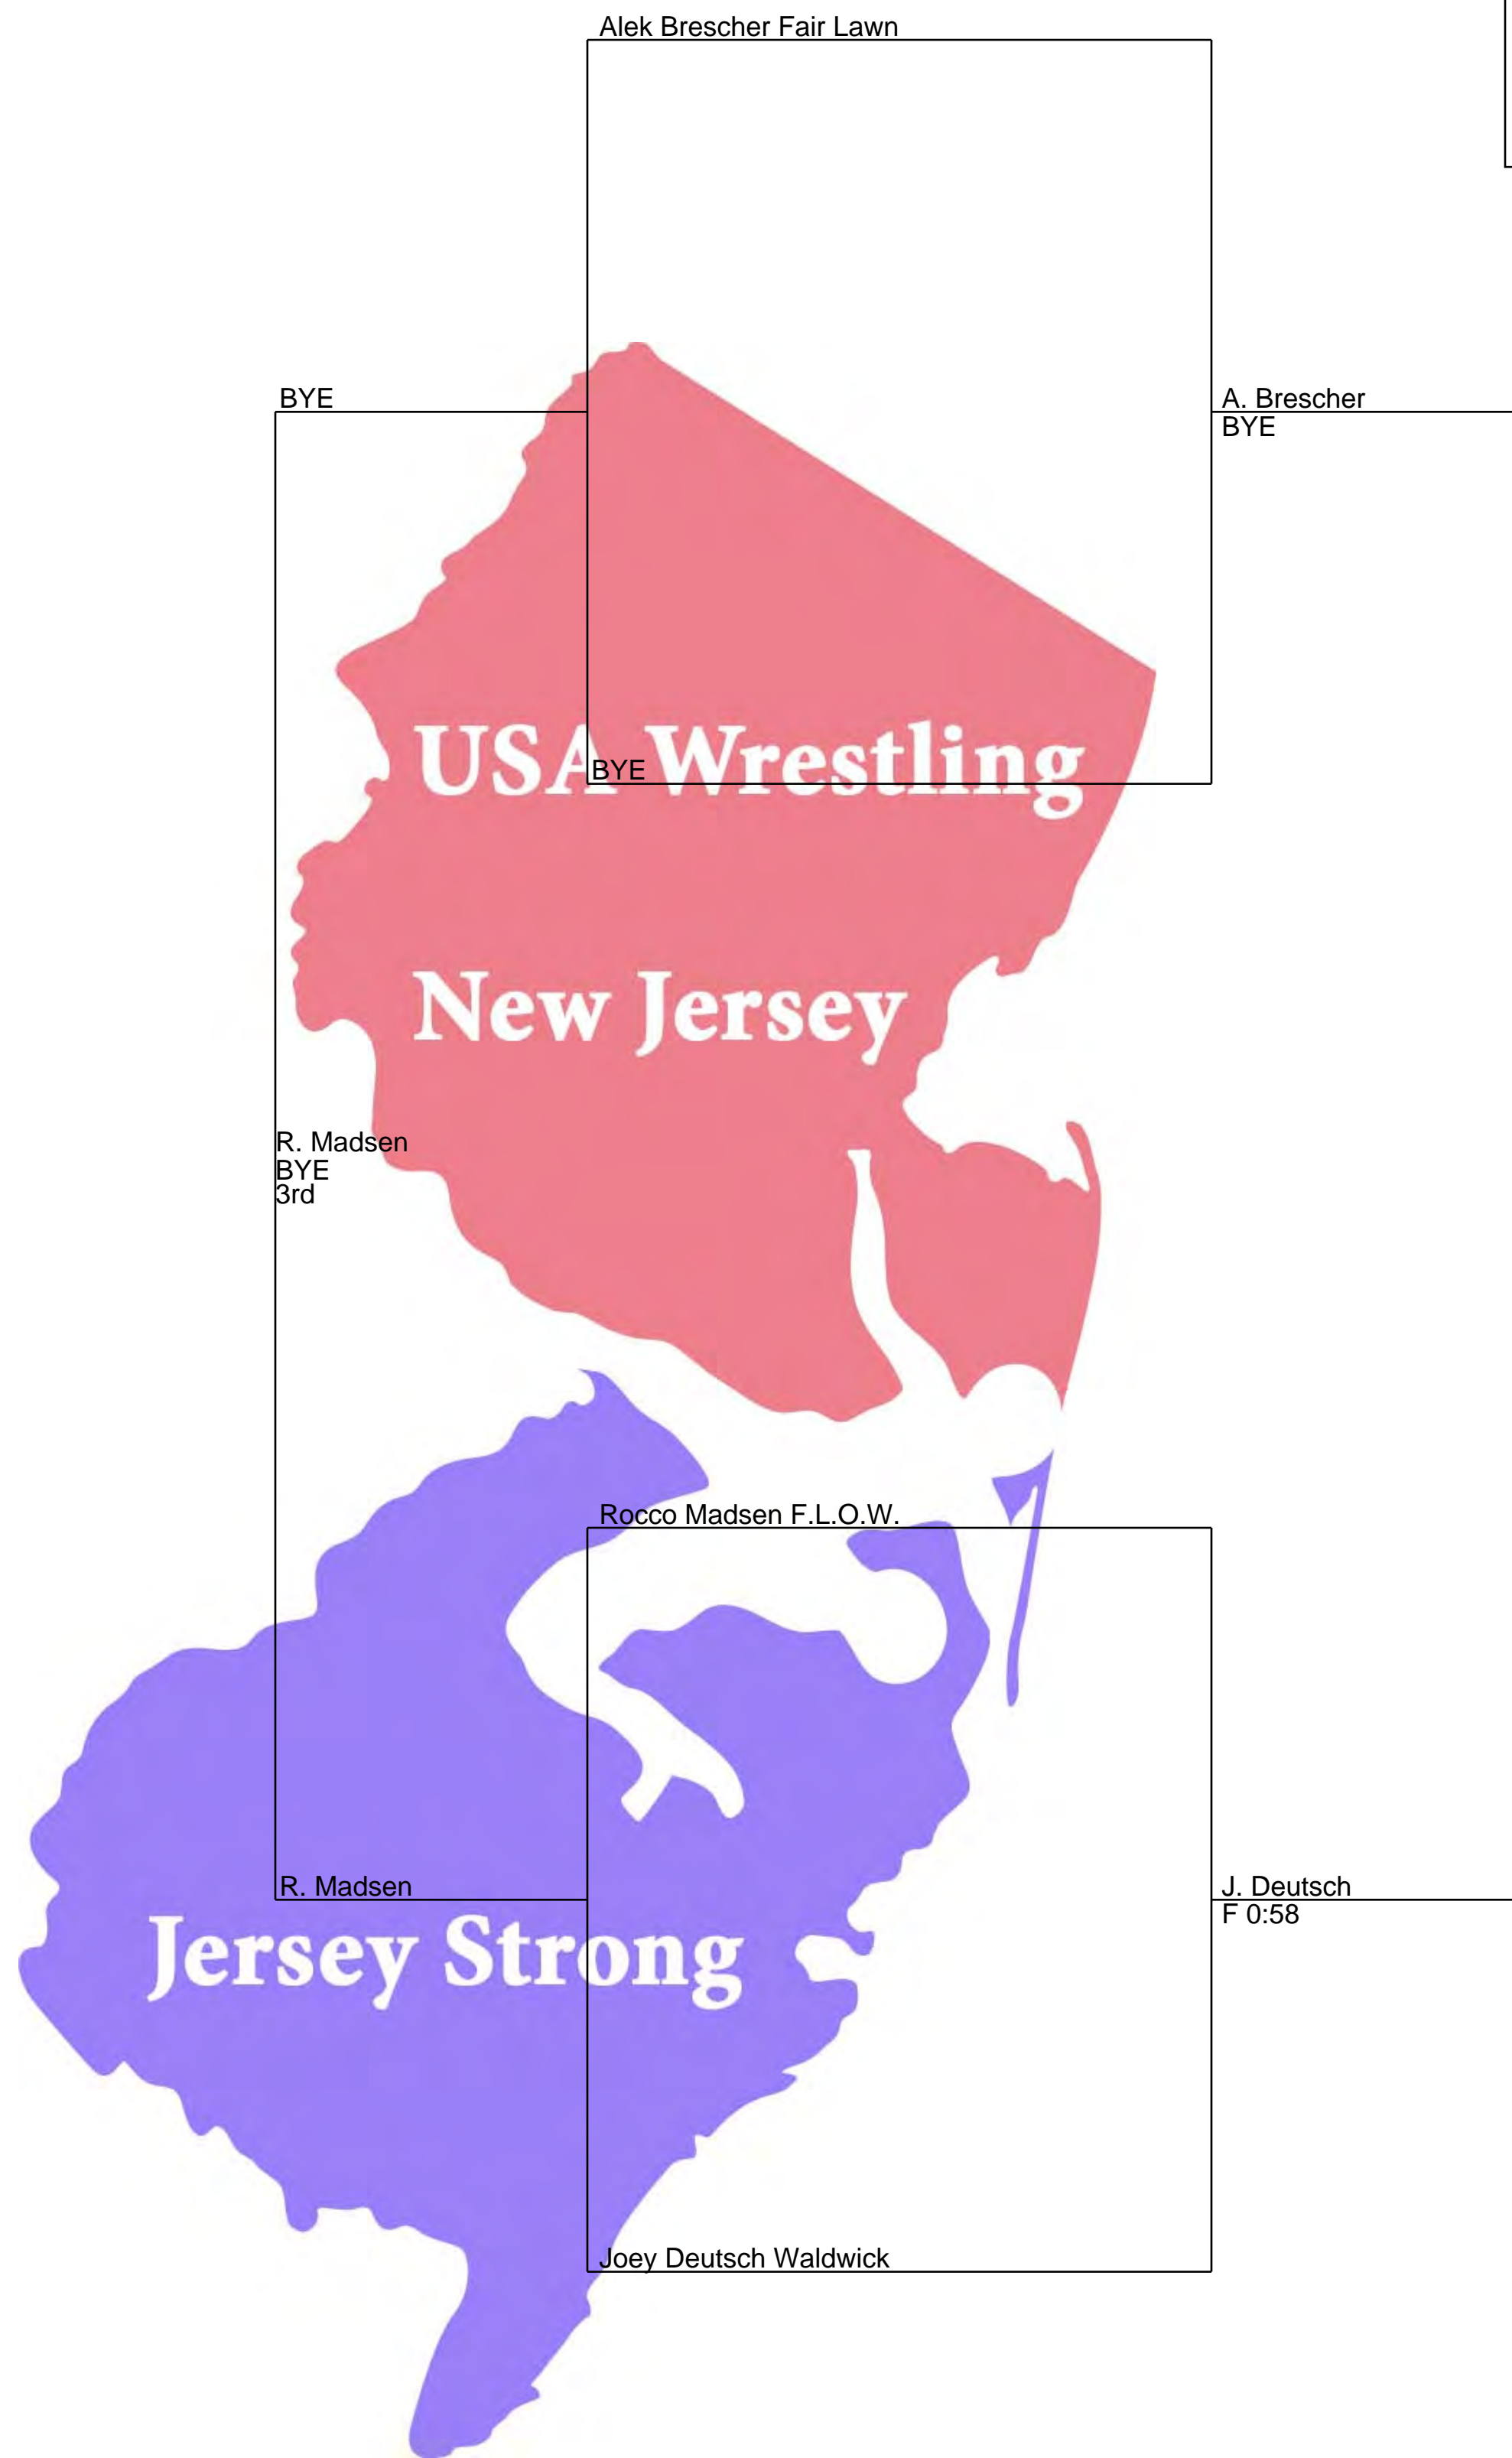 Alek Brescher Fair Lawn
BYE
A. Brescher
BYE
USA Wrestling
BYE
New Jersey
R. Madsen
BYE
3rd
Rocco Madsen F.L.O.W.
R. Madsen
J. Deutsch
F 0:58
Jersey Strong
Joey Deutsch Waldwick